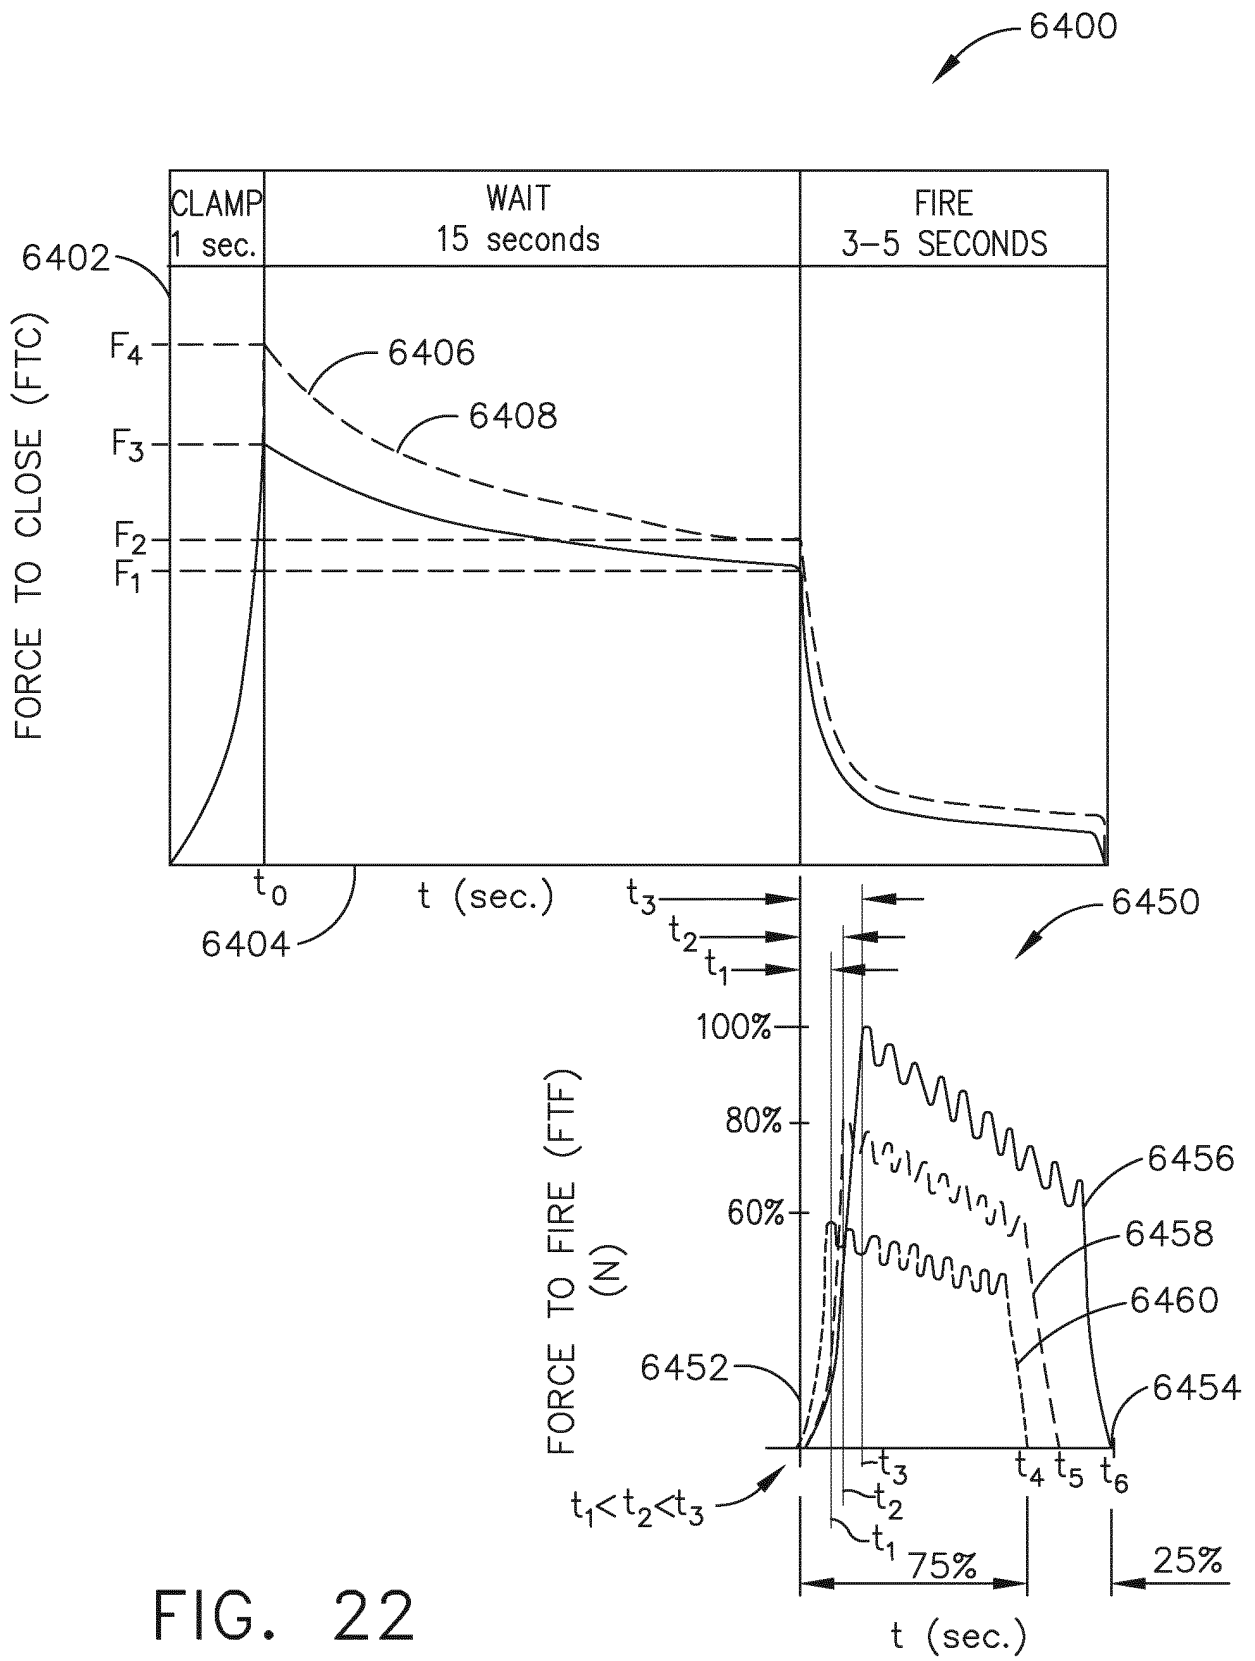 6400
CLAMP
1 sec.
WAIT
15 seconds
FIRE
3-5 SECONDS
6402
FORCE TO CLOSE (FTC)
F4
F3
F2
F1
6406
6408
t0
t (sec.)
6404
t3
t2
t1
6450
100%
80%
60%
FORCE TO FIRE (FTF)
(N)
6456
6458
6460
6452
6454
t3
t2
t1
t4
t5
t6
t1<t2<t3
75%
25%
t (sec.)
FIG. 22